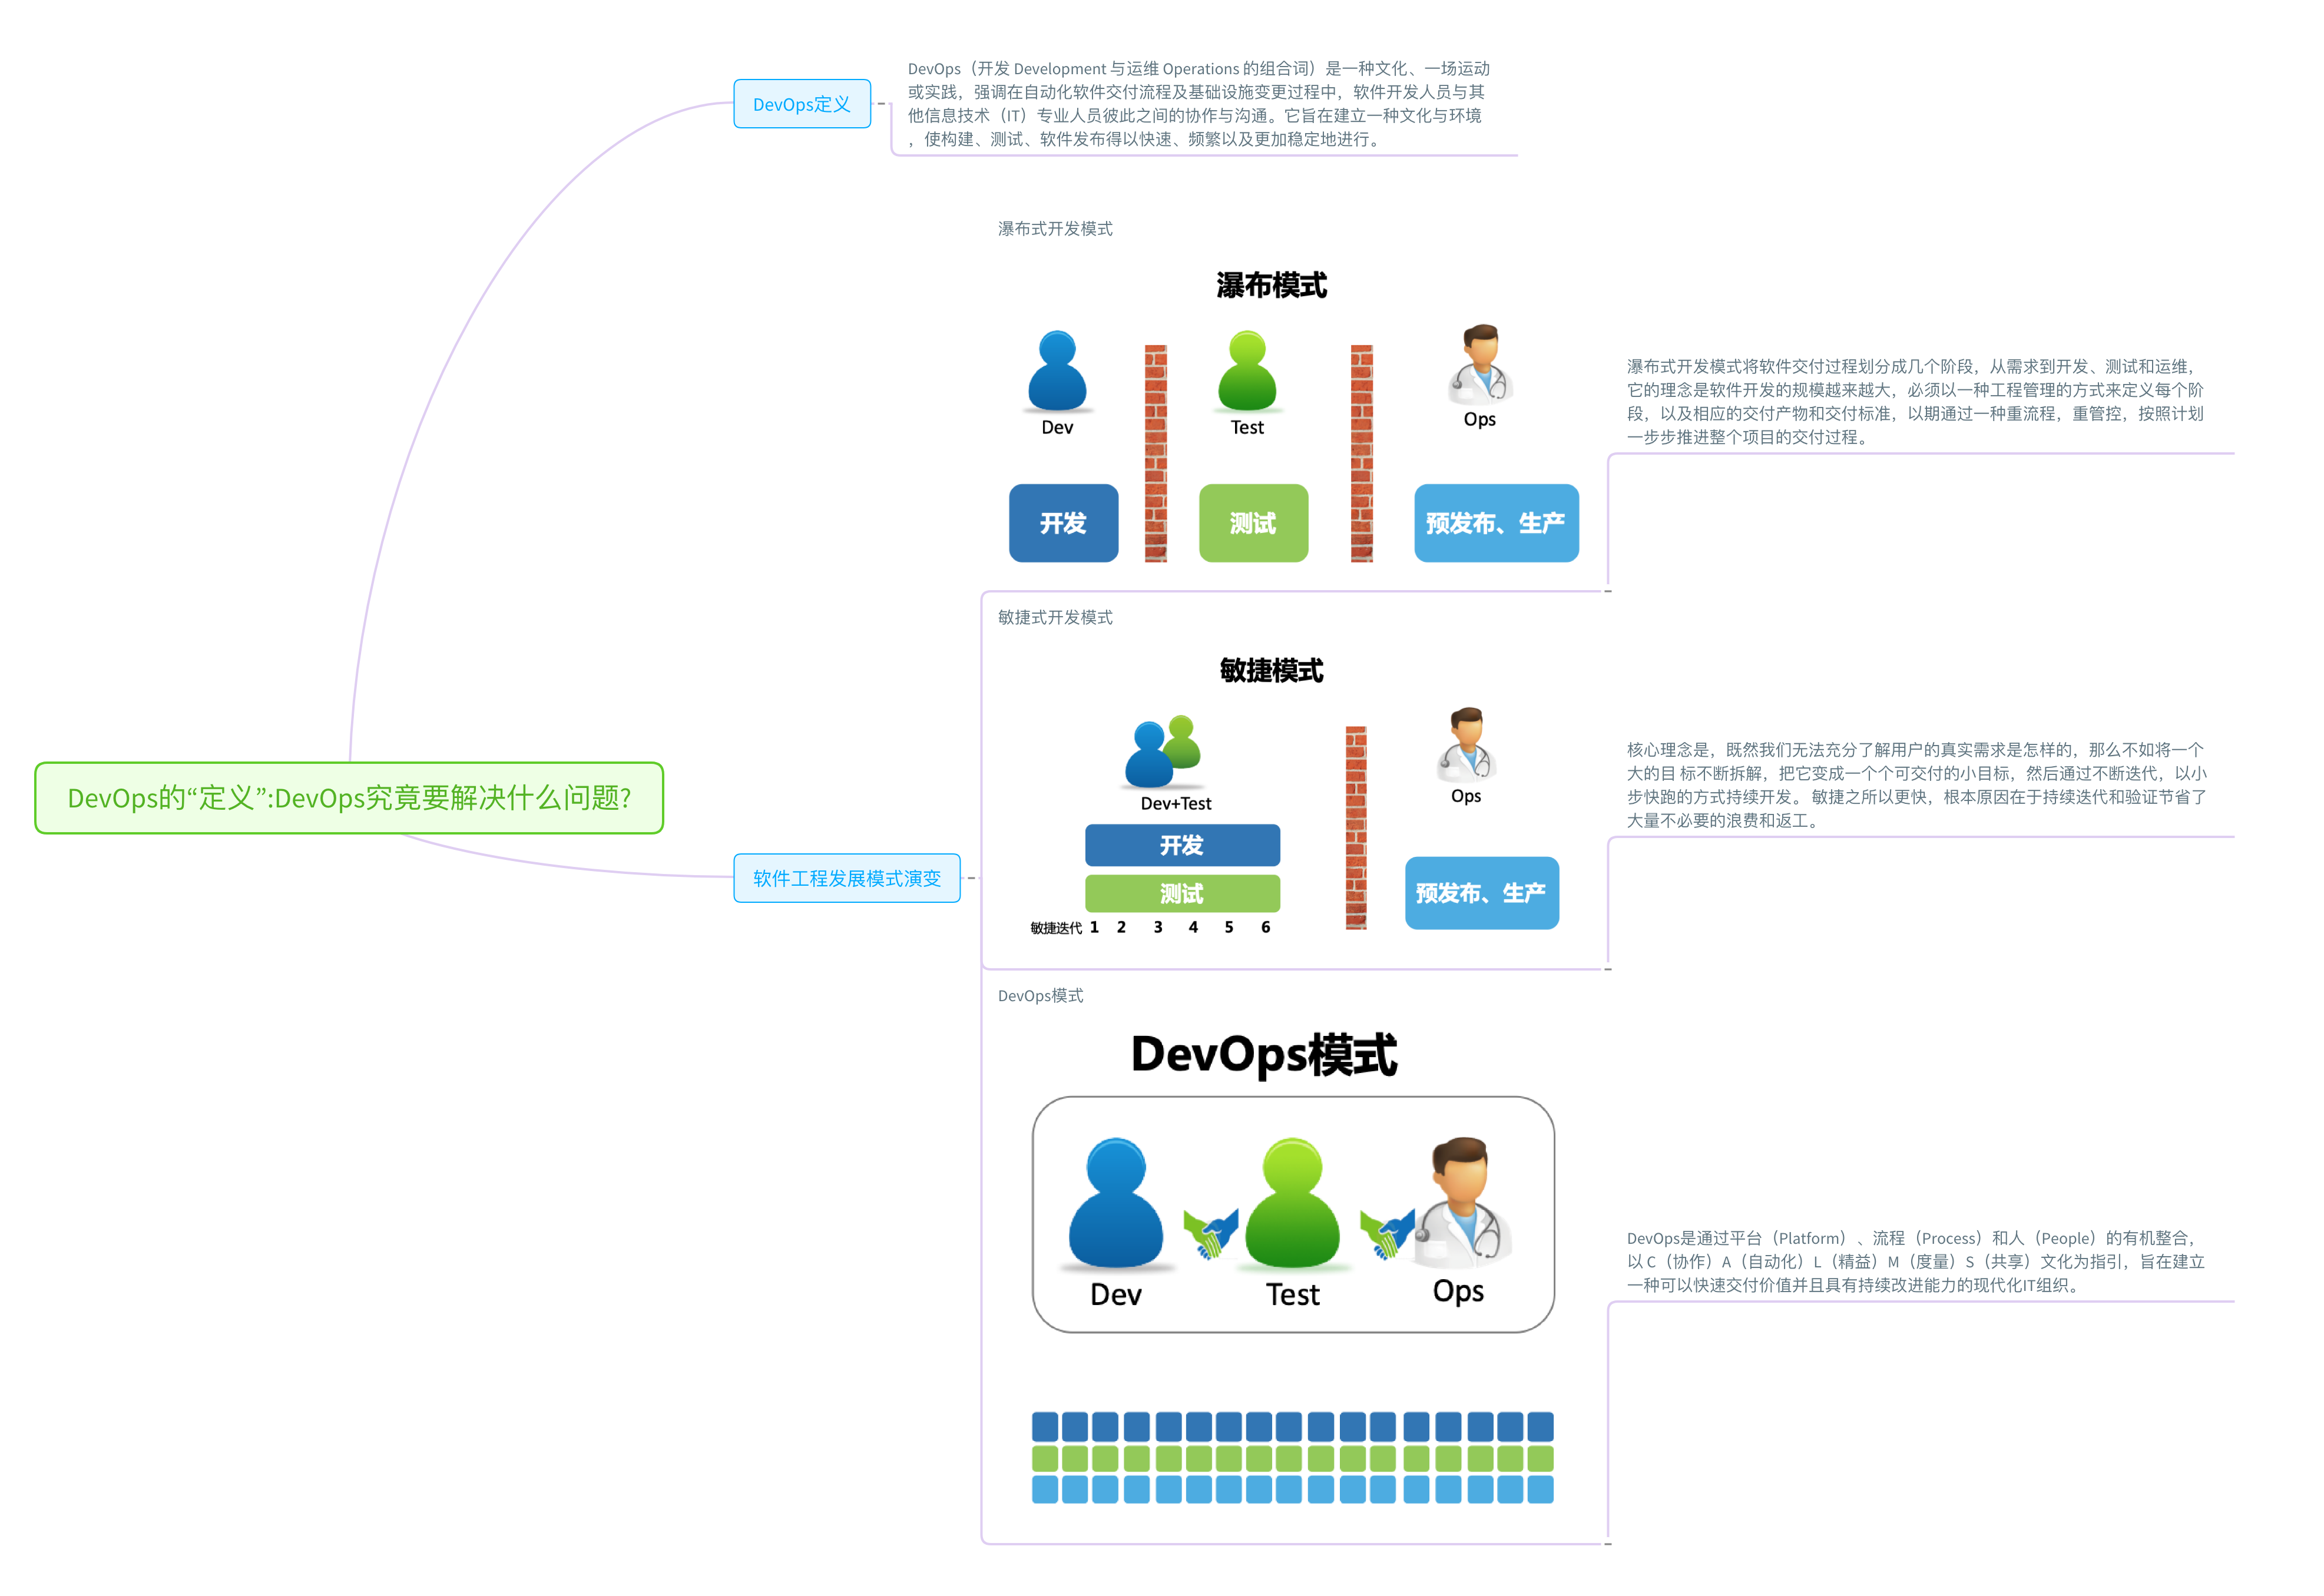 DevOps（开发 Development 与运维 Operations 的组合词）是一种文化、一场运动
或实践，强调在自动化软件交付流程及基础设施变更过程中，软件开发人员与其
他信息技术（IT）专业人员彼此之间的协作与沟通。它旨在建立一种文化与环境
，使构建、测试、软件发布得以快速、频繁以及更加稳定地进行。
DevOps定义
瀑布式开发模式
瀑布模式
Dev
Test
Ops
开发
测试
预发布、生产
瀑布式开发模式将软件交付过程划分成几个阶段，从需求到开发、测试和运维，
它的理念是软件开发的规模越来越大，必须以一种工程管理的方式来定义每个阶
段，以及相应的交付产物和交付标准，以期通过一种重流程，重管控，按照计划
一步步推进整个项目的交付过程。
DevOps的“定义”:DevOps究竟要解决什么问题?
软件工程发展模式演变
敏捷式开发模式
敏捷模式
Dev+Test
Ops
开发
测试
预发布、生产
敏捷迭代 1 2 3 4 5 6
核心理念是，既然我们无法充分了解用户的真实需求是怎样的，那么不如将一个
大的目 标不断拆解，把它变成一个个可交付的小目标，然后通过不断迭代，以小
步快跑的方式持续开发。 敏捷之所以更快，根本原因在于持续迭代和验证节省了
大量不必要的浪费和返工。
DevOps模式
DevOps模式
Dev
Test
Ops
DevOps是通过平台（Platform）、流程（Process）和人（People）的有机整合，
以 C（协作）A（自动化）L（精益）M（度量）S（共享）文化为指引，旨在建立
一种可以快速交付价值并且具有持续改进能力的现代化IT组织。